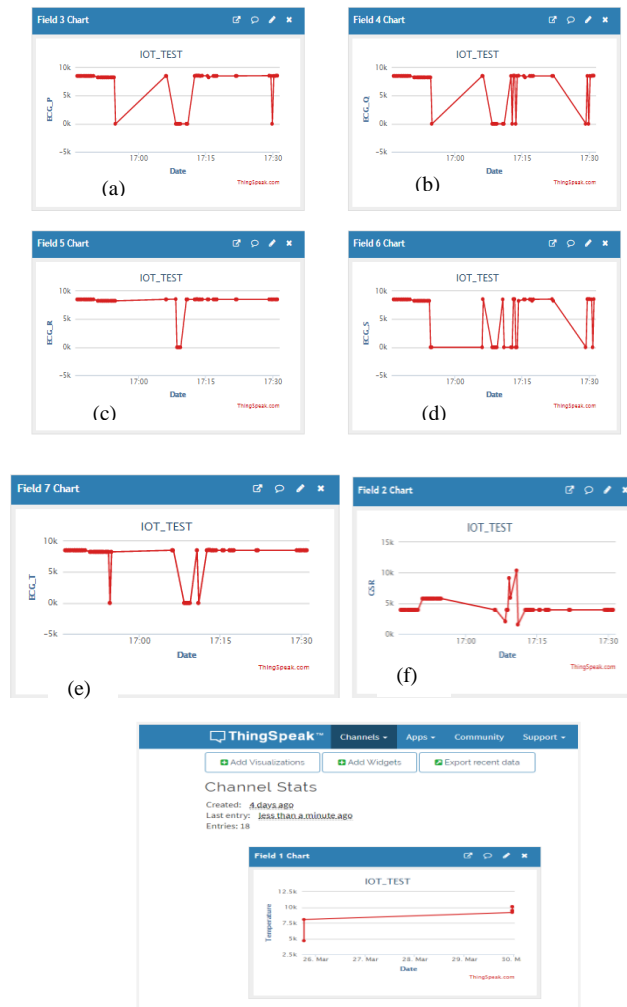 Field 3 Chart
IOT_TEST
10k
5k
0k
−5k
ECG_P
17:00 17:15 17:30
Date
ThingSpeak.com
(a)
Field 4 Chart
IOT_TEST
10k
5k
0k
−5k
ECG_Q
17:00 17:15 17:30
Date
ThingSpeak.com
(b)
Field 5 Chart
IOT_TEST
10k
5k
0k
−5k
ECG_R
17:00 17:15 17:30
Date
ThingSpeak.com
(c)
Field 6 Chart
IOT_TEST
10k
5k
0k
−5k
ECG_S
17:00 17:15 17:30
Date
ThingSpeak.com
(d)
Field 7 Chart
IOT_TEST
10k
5k
0k
−5k
ECG_T
17:00 17:15 17:30
Date
ThingSpeak.com
(e)
Field 2 Chart
IOT_TEST
15k
10k
5k
0k
GSR
17:00 17:15 17:30
Date
ThingSpeak.com
(f)
ThingSpeak™ Channels Apps Community Support
Add Visualizations Add Widgets Export recent data
Channel Stats
Created: 4 days ago
Last entry: less than a minute ago
Entries: 18
Field 1 Chart
IOT_TEST
12.5k
10k
7.5k
5k
2.5k
Temperature
26. Mar 27. Mar 28. Mar 29. Mar 30. M
Date
ThingSpeak.com